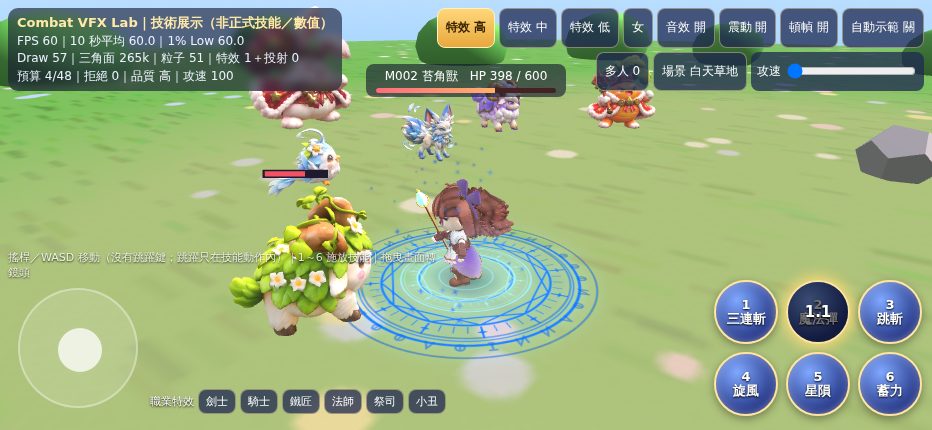 Combat VFX Lab｜技術展示（非正式技能／數值）
FPS 60｜10 秒平均 60.0｜1% Low 60.0
Draw 57｜三角面 265k｜粒子 51｜特效 1＋投射 0
預算 4/48｜拒絕 0｜品質 高｜攻速 100
特效 高
特效 中
特效 低
女
音效 開
震動 開
頓幀 開
自動示範 關
多人 0
場景 白天草地
攻速
M002 苔角獸 HP 398 / 600
搖桿／WASD 移動（沒有跳躍鍵；跳躍只在技能動作內）｜1～6 施放技能｜拖曳畫面轉
鏡頭
1
三連斬
2
魔法彈
1.1
3
跳斬
4
旋風
5
星隕
6
蓄力
職業特效
劍士
騎士
鐵匠
法師
祭司
小丑